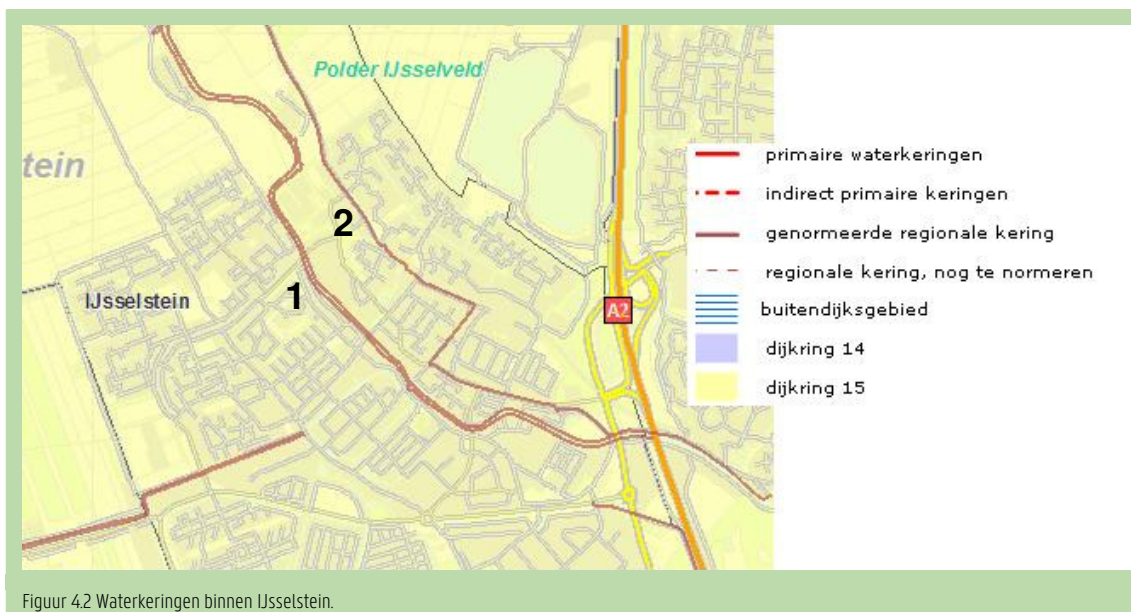 Polder IJsselveld
tein
2
1
IJsselstein
A2
primaire waterkeringen
indirect primaire keringen
genormeerde regionale kering
regionale kering, nog te normeren
buitendijksgebied
dijkring 14
dijkring 15
Figuur 4.2 Waterkeringen binnen IJsselstein.